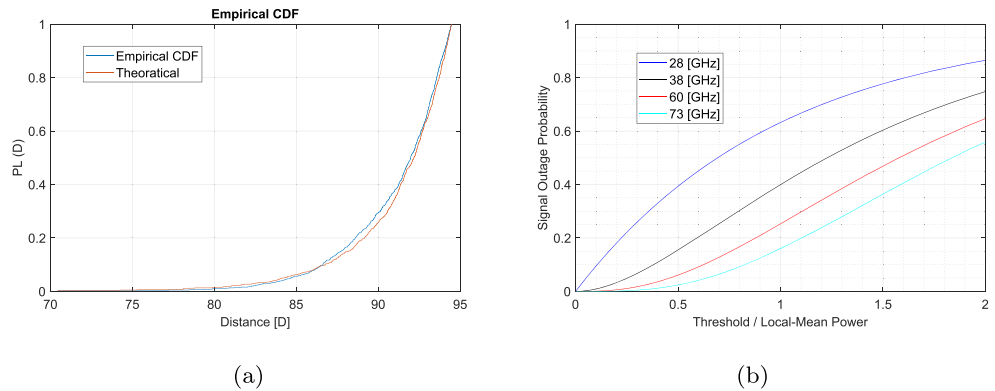 Empirical CDF
1
0.8
0.6
0.4
0.2
0
PL (D)
Empirical CDF
Theoratical
70
75
80
85
90
95
Distance [D]
(a)
1
0.8
0.6
0.4
0.2
0
Signal Outage Probability
28 [GHz]
38 [GHz]
60 [GHz]
73 [GHz]
0
0.5
1
1.5
2
Threshold / Local-Mean Power
(b)